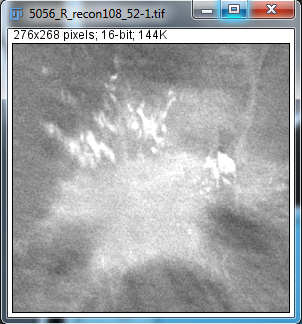 5056_R_recon108_52-1.tif
276x268 pixels; 16-bit; 144K